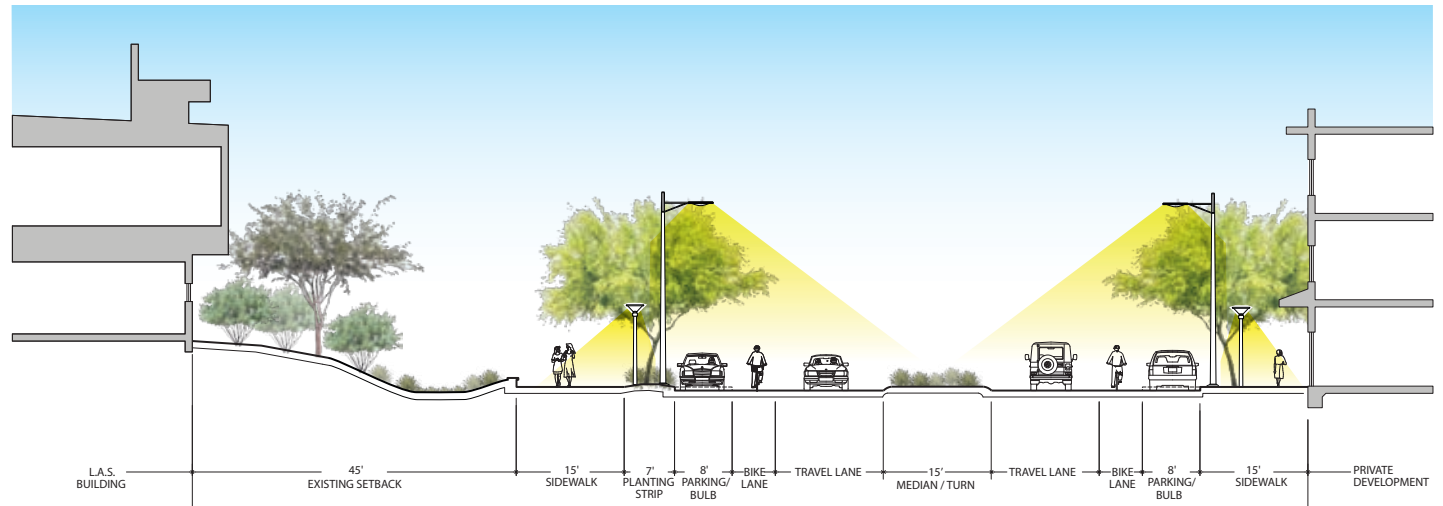 L.A.S.
BUILDING
45'
EXISTING SETBACK
15'
SIDEWALK
7'
PLANTING
STRIP
8'
PARKING/
BULB
BIKE
LANE
TRAVEL LANE
15'
MEDIAN / TURN
TRAVEL LANE
BIKE
LANE
8'
PARKING/
BULB
15'
SIDEWALK
PRIVATE
DEVELOPMENT